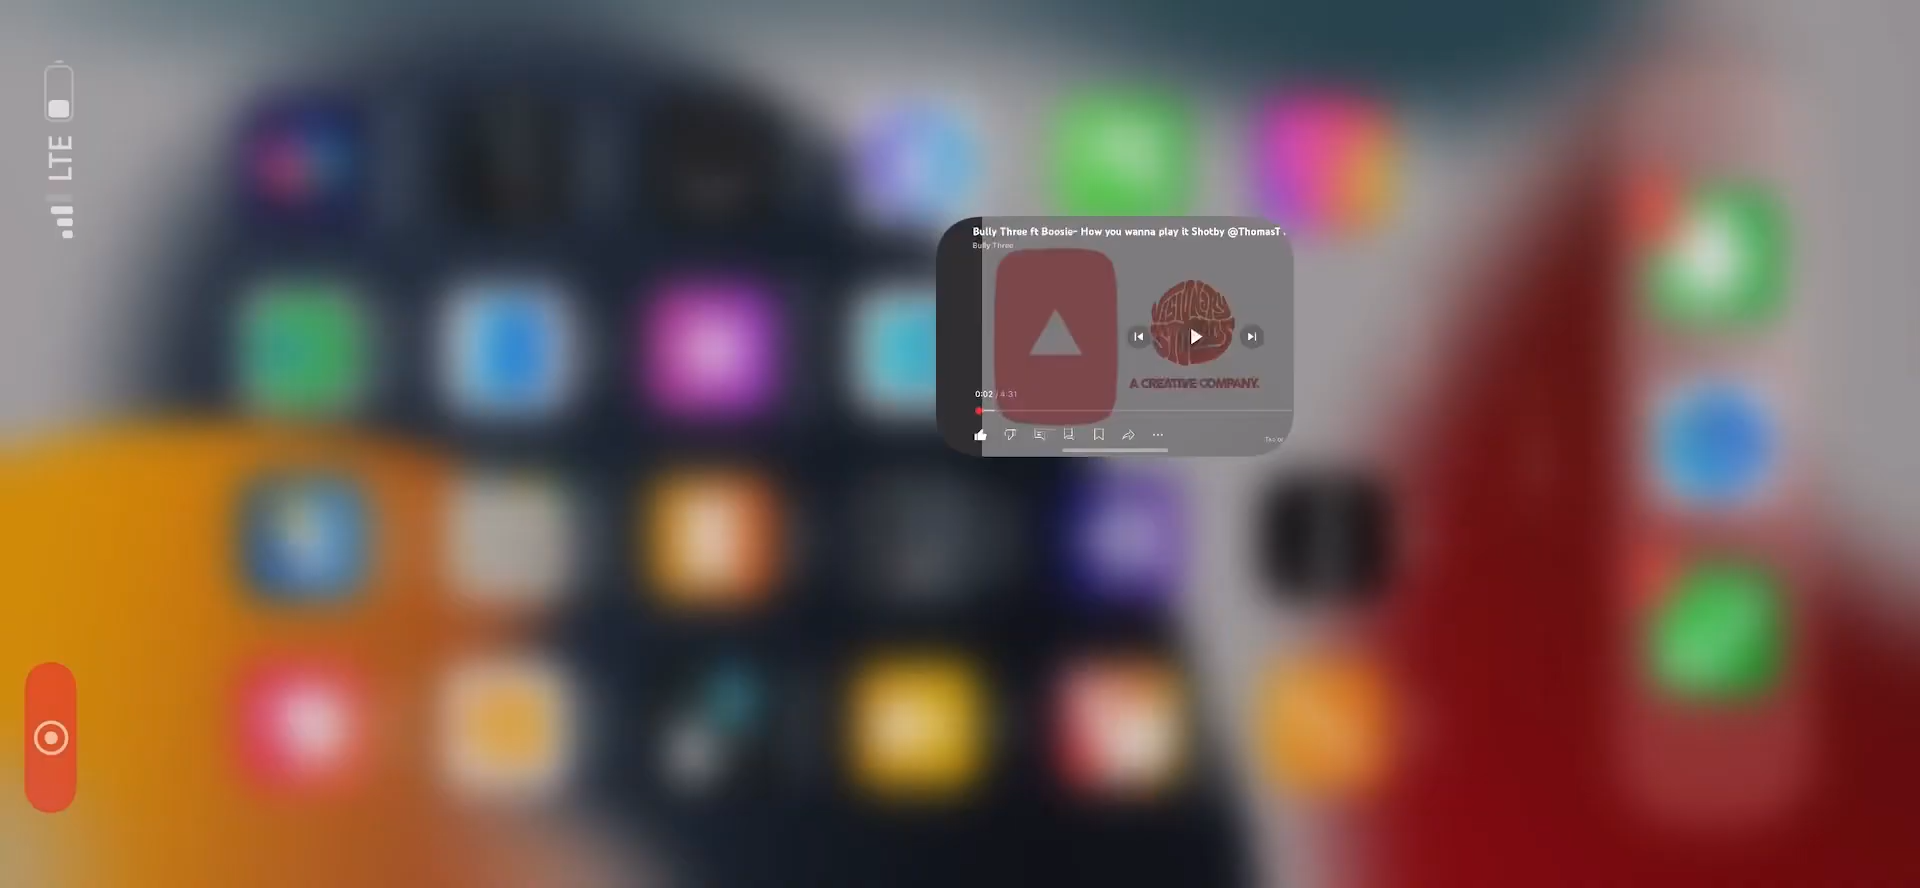 LTE
Bully Three ft Boosie- How you wanna play it Shotby @ThomasT
Bully Three
A CREATIVE COMPANY.
0:02 / 4:31